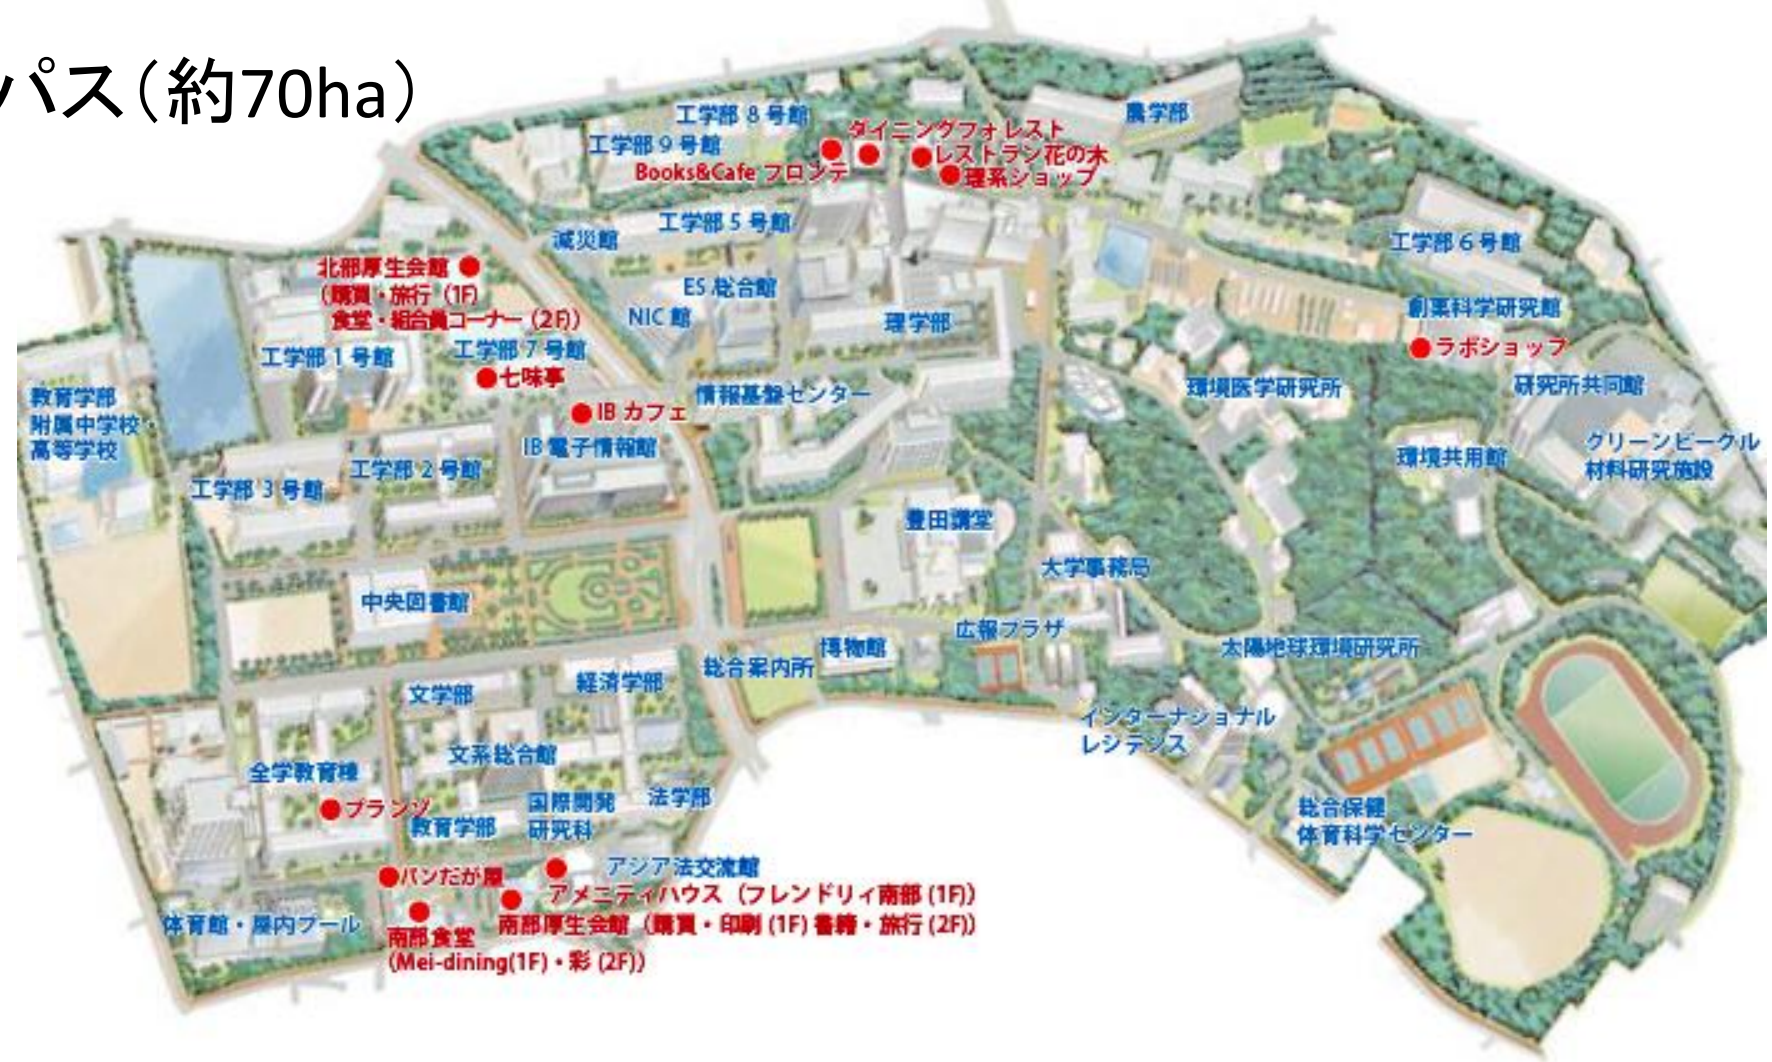 パス（約70ha）
工学部８号館
工学部９号館
ダイニングフォレスト
レストラン花の木
Books&Cafe フロンテ
理系ショップ
農学部
減災館
工学部５号館
工学部６号館
北部厚生会館
（購買・旅行（1F）
食堂・組合員コーナー（2F））
ES 総合館
NIC 館
理学部
創薬科学研究館
ラボショップ
工学部１号館
工学部７号館
七味亭
教育学部
附属中学校・
高等学校
IB カフェ
IB 電子情報館
情報基盤センター
環境医学研究所
研究所共同館
環境共用館
グリーンビークル
材料研究施設
工学部３号館
工学部２号館
豊田講堂
大学事務局
中央図書館
広報プラザ
博物館
総合案内所
太陽地球環境研究所
文学部
経済学部
インターナショナル
レジデンス
文系総合館
全学教育棟
プランゾ
国際開発
研究科
法学部
教育学部
総合保健
体育科学センター
パンだが屋
アジア法交流館
アメニティハウス（フレンドリィ南部 (1F)）
体育館・屋内プール
南部厚生会館（購買・印刷 (1F) 書籍・旅行 (2F)）
南部食堂
（Mei-dining(1F)・彩 (2F)）